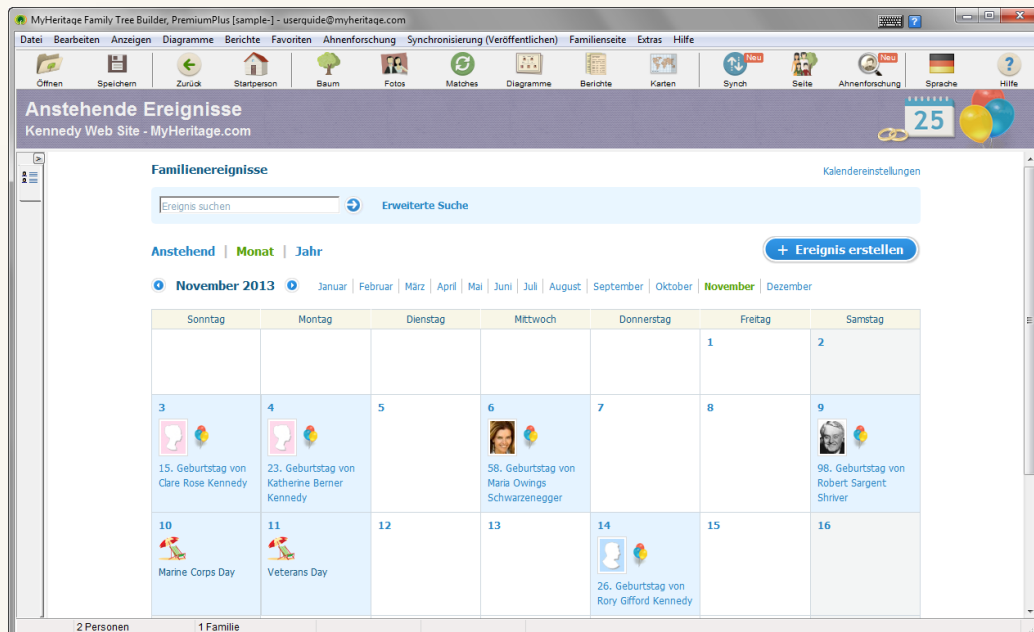 MyHeritage Family Tree Builder, PremiumPlus [sample-] - userguide@myheritage.com
Datei Bearbeiten Anzeigen Diagramme Berichte Favoriten Ahnenforschung Synchronisierung (Veröffentlichen) Familienseite Extras Hilfe
Neu Neu
Öffnen Speichern Zurück Startperson Baum Fotos Matches Diagramme Berichte Karten Synch Seite Ahnenforschung Sprache Hilfe
Anstehende Ereignisse
Kennedy Web Site - MyHeritage.com
25
Familienereignisse
Kalendereinstellungen
Ereignis suchen
Erweiterte Suche
Anstehend | Monat | Jahr
+ Ereignis erstellen
November 2013
Januar | Februar | März | April | Mai | Juni | Juli | August | September | Oktober | November | Dezember
Sonntag Montag Dienstag Mittwoch Donnerstag Freitag Samstag
1 2
3 4 5 6 7 8 9
15. Geburtstag von 23. Geburtstag von 58. Geburtstag von 98. Geburtstag von
Clare Rose Kennedy Katherine Berner Maria Owings Robert Sargent
Kennedy Schwarzenegger Shriver
10 11 12 13 14 15 16
Marine Corps Day Veterans Day
26. Geburtstag von
Rory Gifford Kennedy
2 Personen 1 Familie